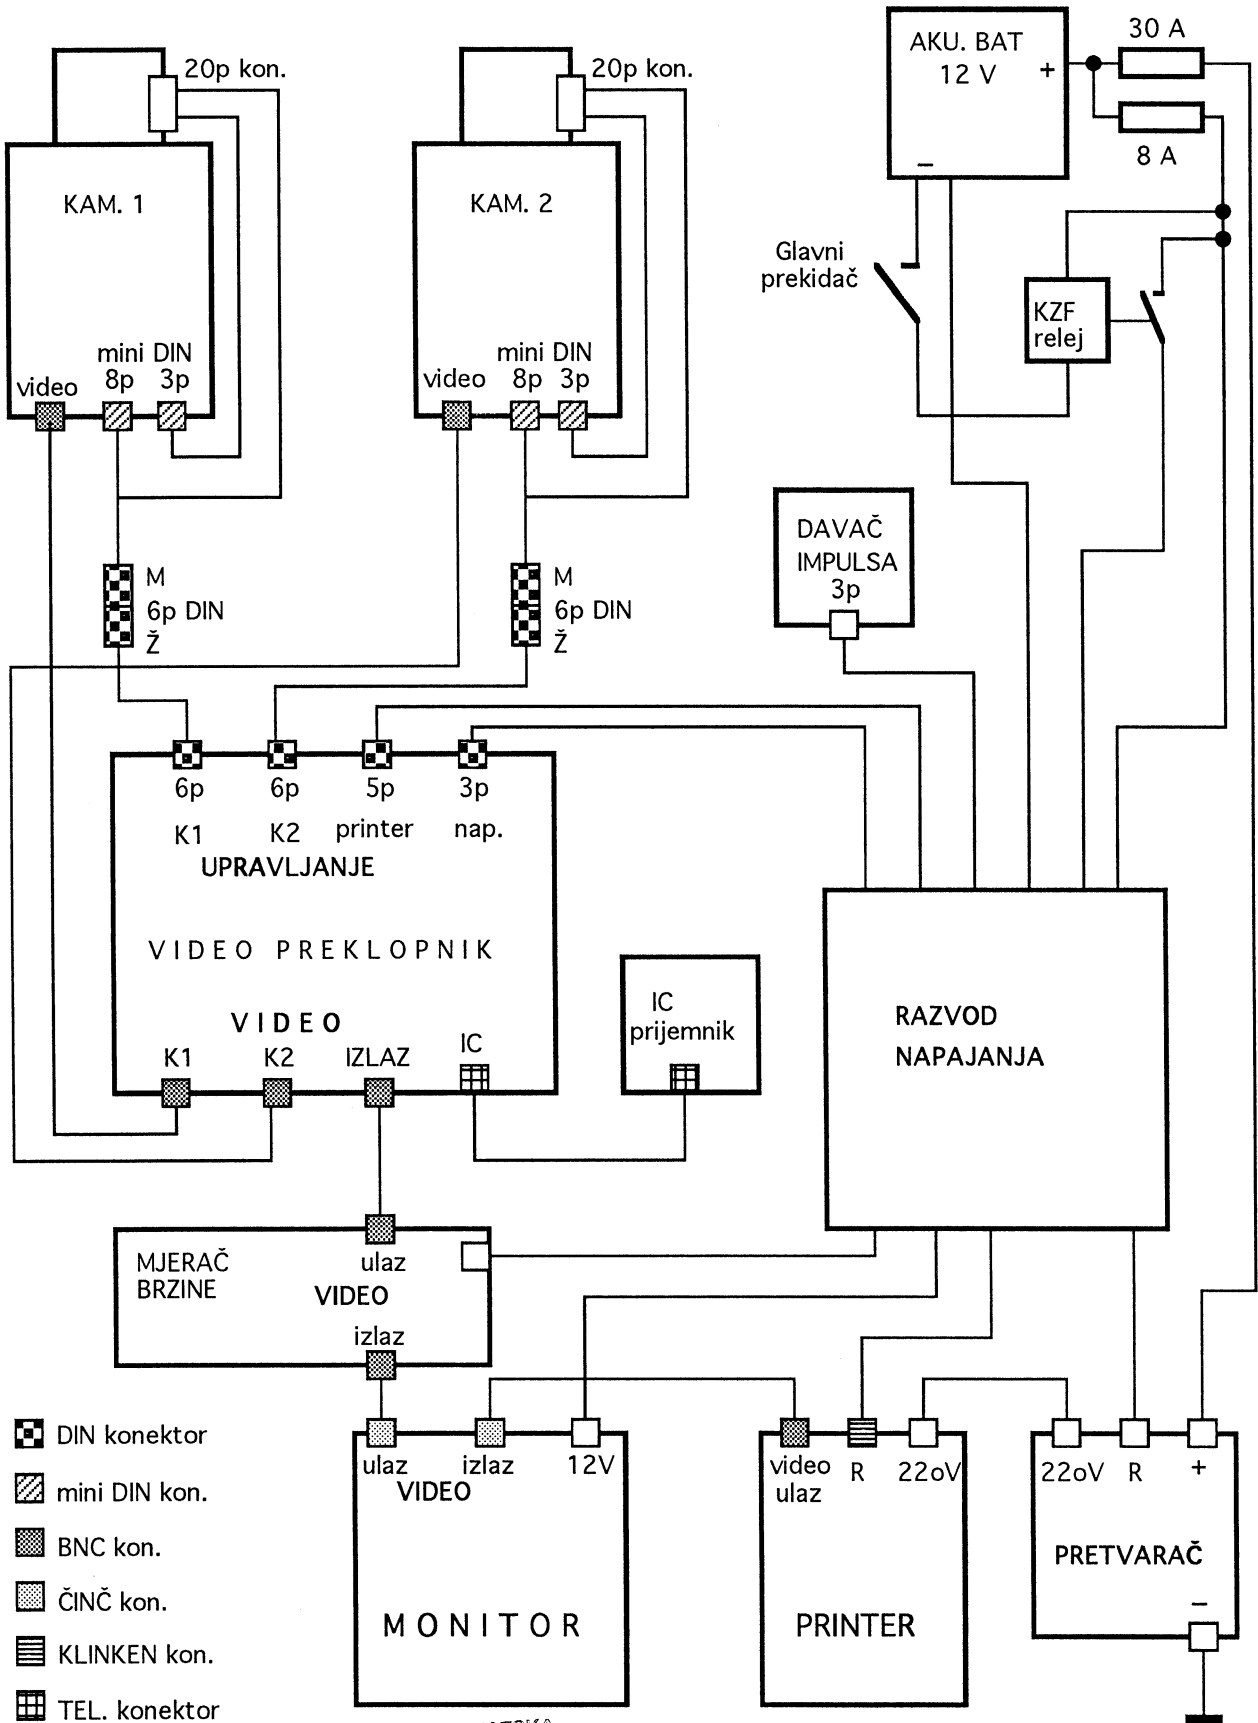 20p kon.
KAM. 1
mini DIN
video 8p 3p
20p kon.
KAM. 2
mini DIN
video 8p 3p
AKU. BAT
12 V
+
–
30 A
8 A
Glavni
prekidač
KZF
relej
DAVAČ
IMPULSA
3p
M
6p DIN
Ž
M
6p DIN
Ž
6p 6p 5p 3p
K1 K2 printer nap.
UPRAVLJANJE
VIDEO PREKLOPNIK
VIDEO
K1 K2 IZLAZ IC
IC
prijemnik
RAZVOD
NAPAJANJA
MJERAČ
BRZINE
ulaz
VIDEO
izlaz
ulaz izlaz 12V
VIDEO
MONITOR
video
ulaz
R 22oV
PRINTER
22oV R +
PRETVARAČ
–
DIN konektor
mini DIN kon.
BNC kon.
ČINČ kon.
KLINKEN kon.
TEL. konektor